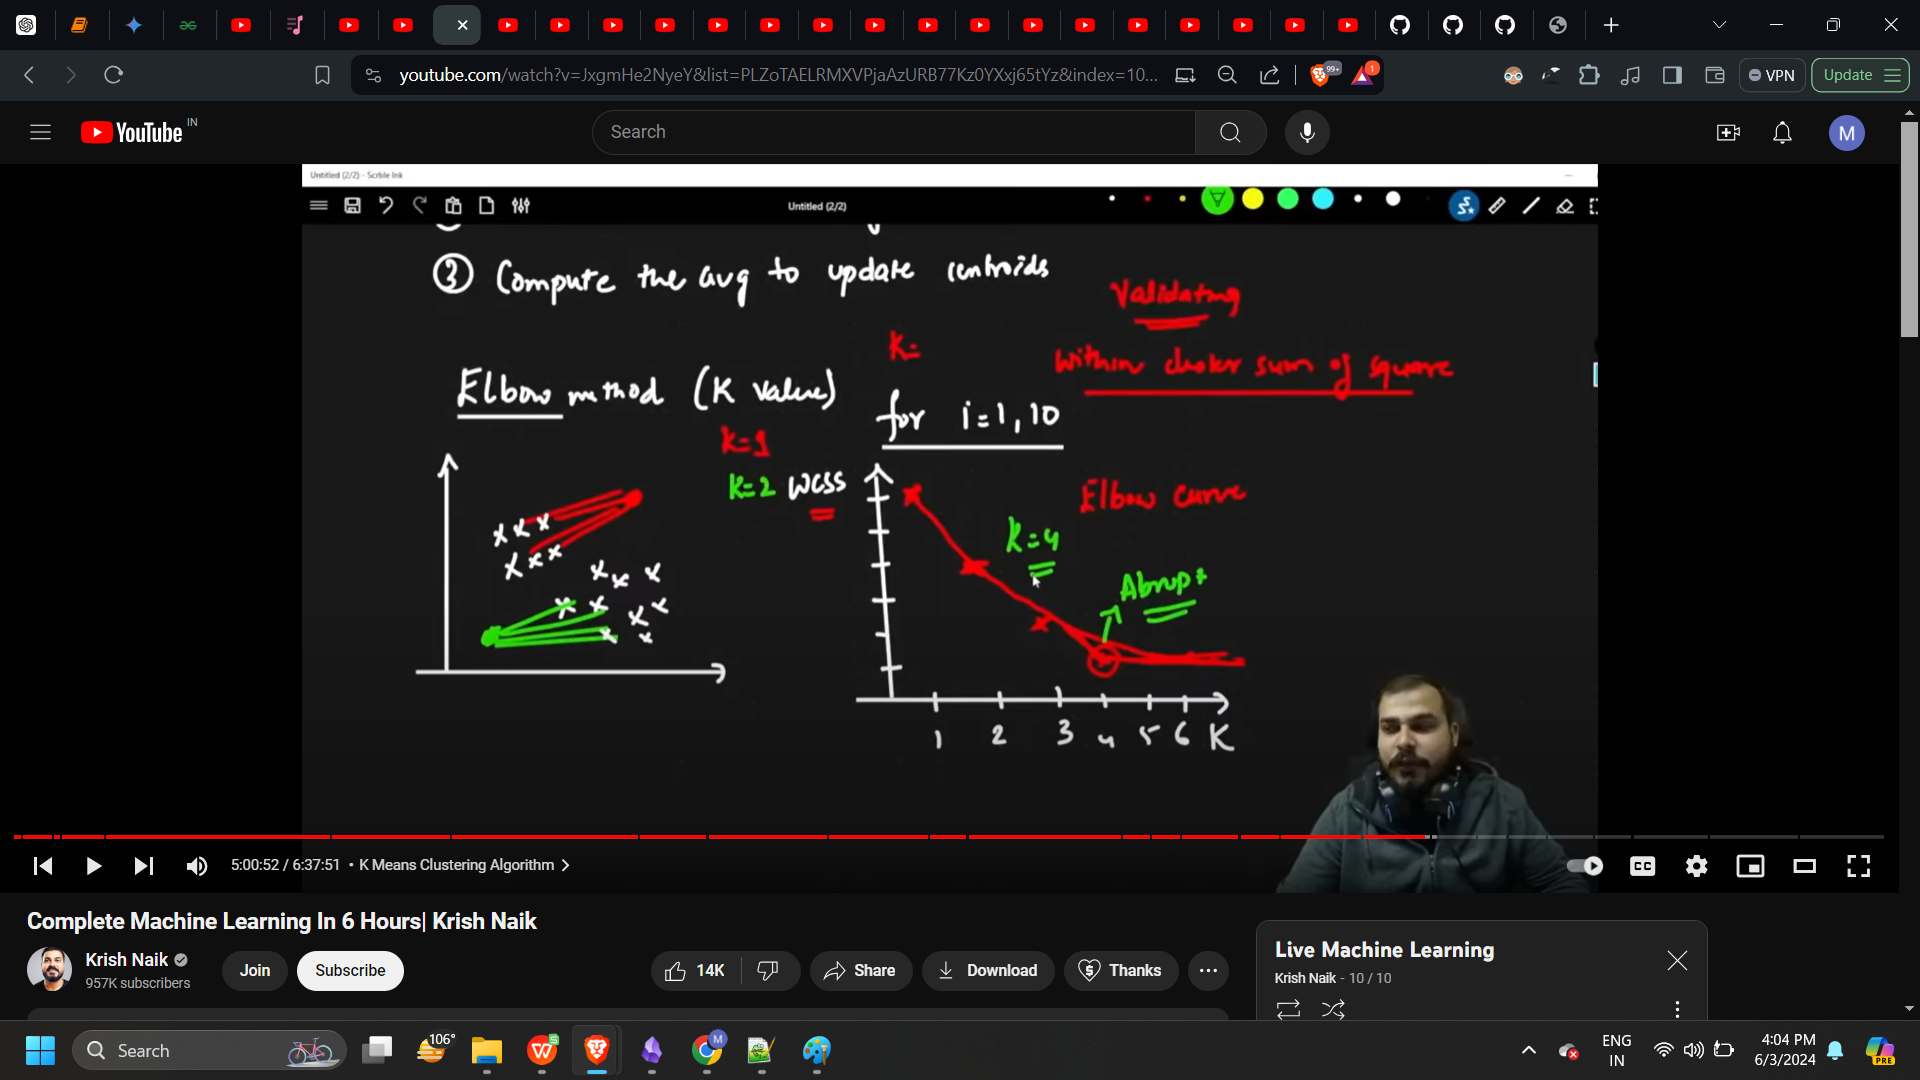 youtube.com/watch?v=JxgmHe2NyeY&list=PLZoTAELRMXVPjaAzURB77Kz0YXxj65tYz&index=10...
99+
1
VPN
Update
YouTube IN
Search
M
Untitled (2/2) - Scrble Ink
Untitled (2/2)
③ Compute the avg to update centroids
Validating
K=
within cluster sum of square
Elbow method (K value)
for i=1,10
K=1
K=2 WCSS
Elbow curve
K=4
Abrupt
1 2 3 4 5 6 K
5:00:52 / 6:37:51 • K Means Clustering Algorithm
CC
Complete Machine Learning In 6 Hours| Krish Naik
Krish Naik
957K subscribers
Join
Subscribe
14K
Share
Download
Thanks
Live Machine Learning
Krish Naik - 10 / 10
Search
106°
M
ENG
IN
4:04 PM
6/3/2024
PRE